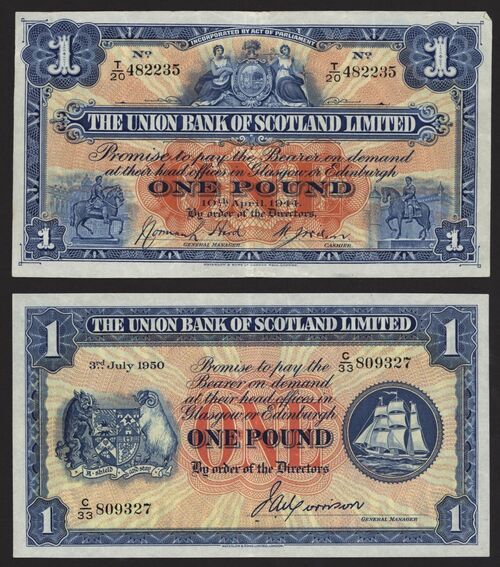 INCORPORATED BY ACT OF PARLIAMENT
1 1
Nº Nº
T/20 482235 T/20 482235
THE UNION BANK OF SCOTLAND LIMITED
Promise to pay the Bearer on demand
at their head offices in Glasgow or Edinburgh
ONE POUND
10th April, 1944.
By order of the Directors.
GENERAL MANAGER CASHIER
1 1
1 1
THE UNION BANK OF SCOTLAND LIMITED
3rd July 1950
C/33 809327
Promise to pay the
Bearer on demand
at their head offices in
Glasgow or Edinburgh
ONE
ONE POUND
By order of the Directors
C/33 809327
GENERAL MANAGER
1 1